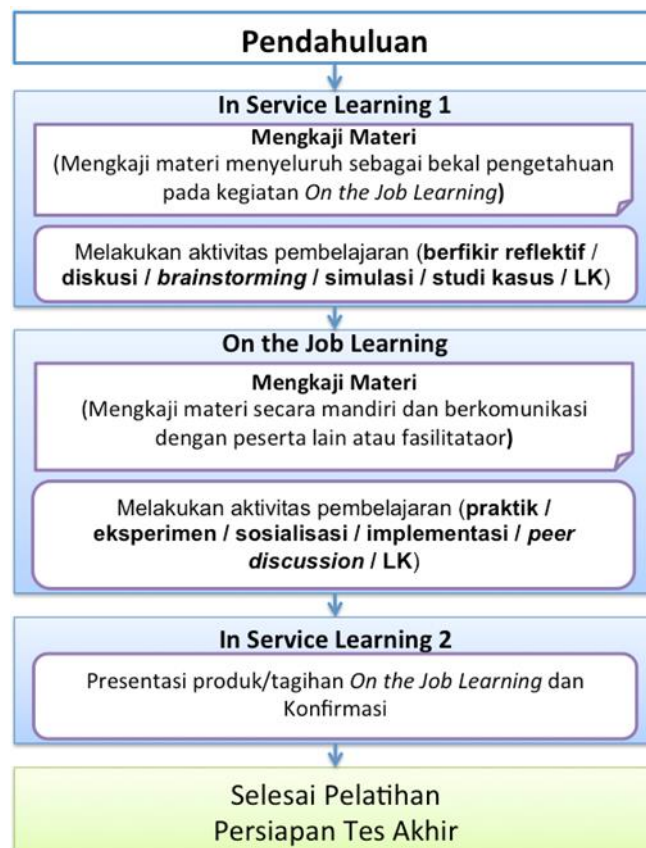 Pendahuluan
In Service Learning 1
Mengkaji Materi
(Mengkaji materi menyeluruh sebagai bekal pengetahuan
pada kegiatan On the Job Learning)
Melakukan aktivitas pembelajaran (berfikir reflektif /
diskusi / brainstorming / simulasi / studi kasus / LK)
On the Job Learning
Mengkaji Materi
(Mengkaji materi secara mandiri dan berkomunikasi
dengan peserta lain atau fasilitataor)
Melakukan aktivitas pembelajaran (praktik /
eksperimen / sosialisasi / implementasi / peer
discussion / LK)
In Service Learning 2
Presentasi produk/tagihan On the Job Learning dan
Konfirmasi
Selesai Pelatihan
Persiapan Tes Akhir